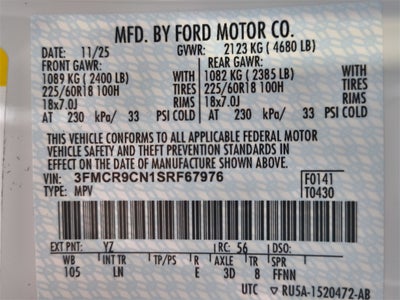 MFD. BY FORD MOTOR CO.
DATE: 11/25 GVWR: 2123 KG ( 4680 LB)
FRONT GAWR: REAR GAWR:
1089 KG ( 2400 LB) WITH 1082 KG ( 2385 LB) WITH
225/60R18 100H TIRES 225/60R18 100H TIRES
18x7.0J RIMS 18x7.0J RIMS
AT 230 kPa/ 33 PSI COLD AT 230 kPa/ 33 PSI COLD
THIS VEHICLE CONFORMS TO ALL APPLICABLE FEDERAL MOTOR
VEHICLE SAFETY AND THEFT PREVENTION STANDARDS IN
EFFECT ON THE DATE OF MANUFACTURE SHOWN ABOVE.
VIN: 3FMCR9CN1SRF67976 F0141
TYPE: MPV T0430
EXT PNT: YZ RC: 56 DSO:
WB INT TR TP/PS R AXLE TR SPR
105 LN E 3D 8 FFNN
UTC RU5A-1520472-AB